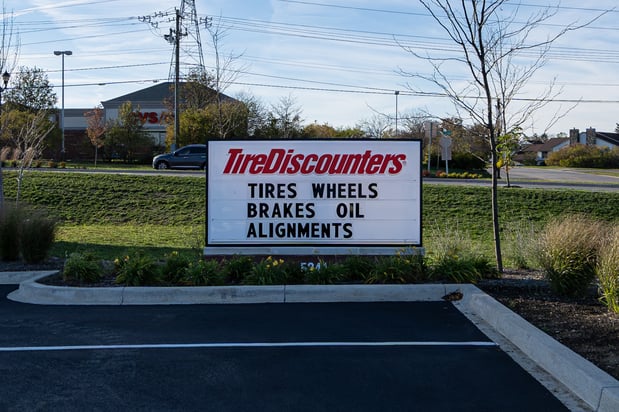 TireDiscounters
TIRES WHEELS
BRAKES OIL
ALIGNMENTS